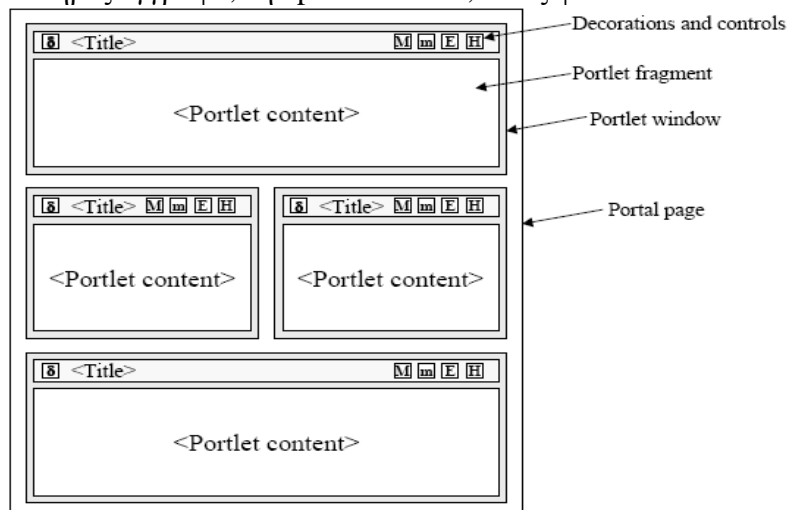 Decorations and controls
δ <Title> M m E H
Portlet fragment
<Portlet content>
Portlet window
δ <Title> M m E H
δ <Title> M m E H
Portal page
<Portlet content>
<Portlet content>
δ <Title> M m E H
<Portlet content>